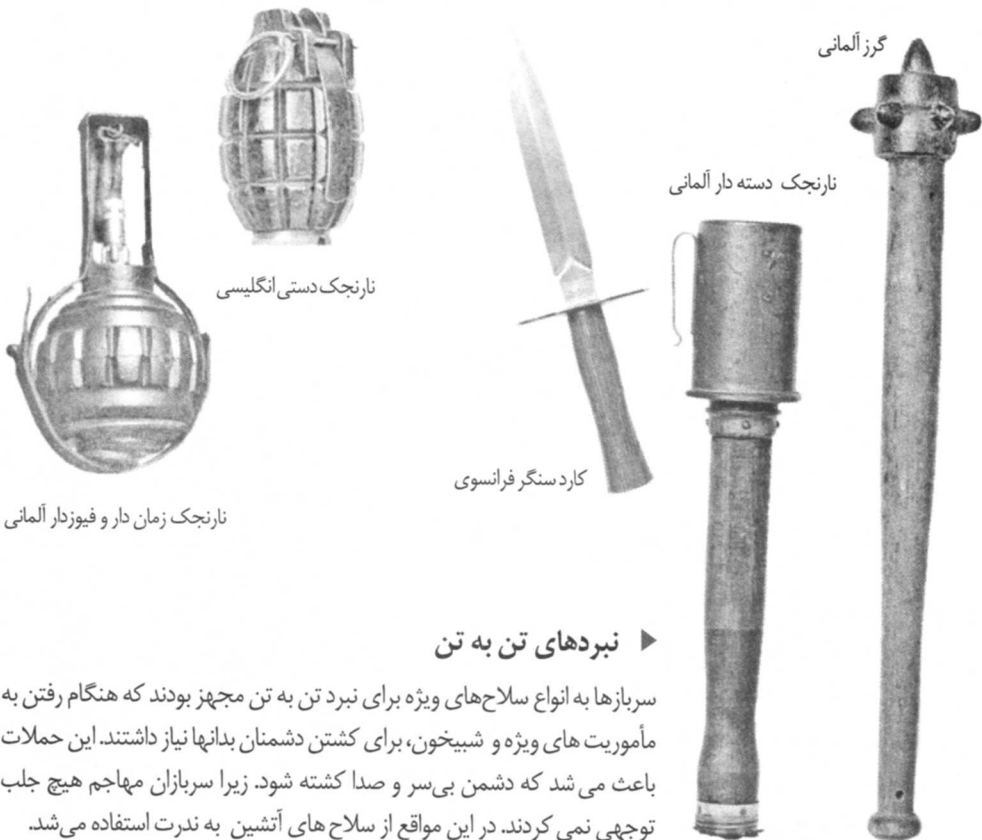 گرز آلمانی
نارنجک دسته دار آلمانی
نارنجک دستی انگلیسی
کارد سنگر فرانسوی
نارنجک زمان دار و فیوزدار آلمانی
نبردهای تن به تن
سربازها به انواع سلاح‌های ویژه برای نبرد تن به تن مجهز بودند که هنگام رفتن به
مأموریت های ویژه و شبیخون، برای کشتن دشمنان بدانها نیاز داشتند. این حملات
باعث می شد که دشمن بی‌سر و صدا کشته شود. زیرا سربازان مهاجم هیچ جلب
توجهی نمی کردند. در این مواقع از سلاح های آتشین به ندرت استفاده می‌شد.